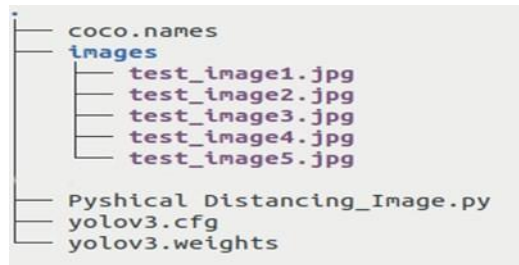 .
├── coco.names
├── images
│   ├── test_image1.jpg
│   ├── test_image2.jpg
│   ├── test_image3.jpg
│   ├── test_image4.jpg
│   └── test_image5.jpg
├── Pyshical Distancing_Image.py
├── yolov3.cfg
└── yolov3.weights